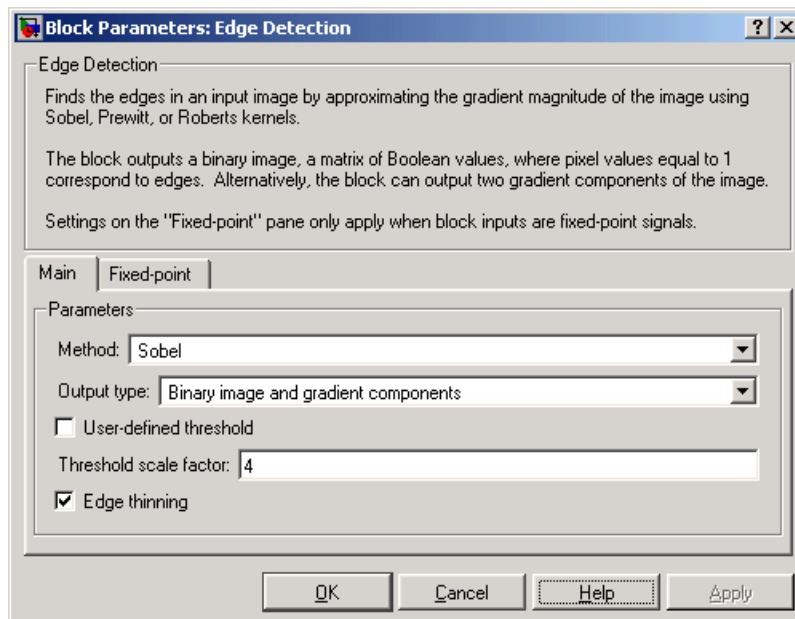 Block Parameters: Edge Detection
Edge Detection
Finds the edges in an input image by approximating the gradient magnitude of the image using
Sobel, Prewitt, or Roberts kernels.
The block outputs a binary image, a matrix of Boolean values, where pixel values equal to 1
correspond to edges.  Alternatively, the block can output two gradient components of the image.
Settings on the "Fixed-point" pane only apply when block inputs are fixed-point signals.
Main Fixed-point
Parameters
Method: Sobel
Output type: Binary image and gradient components
User-defined threshold
Threshold scale factor: 4
Edge thinning
OK Cancel Help Apply